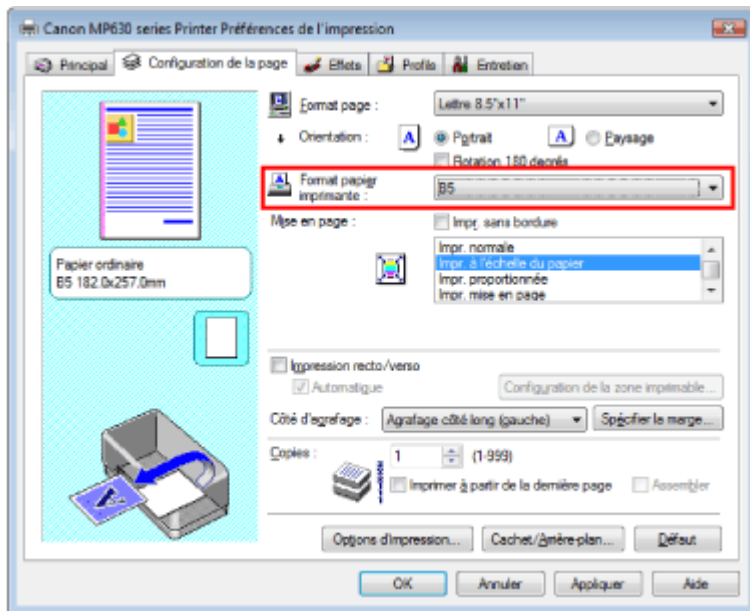 Canon MP630 series Printer Préférences de l'impression
Principal Configuration de la page Effets Profils Entretien
Format page : Lettre 8.5"x11"
Orientation : A Portrait A Paysage
Rotation 180 degrés
Format papier imprimante : B5
Mise en page : Impr. sans bordure
Impr. normale
Impr. à l'échelle du papier
Impr. proportionnée
Impr. mise en page
Papier ordinaire
B5 182.0x257.0mm
Impression recto/verso
Automatique Configuration de la zone imprimable...
Côté d'agrafage : Agrafage côté long (gauche) Spécifier la marge...
Copies : 1 (1-999)
Imprimer à partir de la dernière page Assembler
Options d'impression... Cachet/Arrière-plan... Défaut
OK Annuler Appliquer Aide